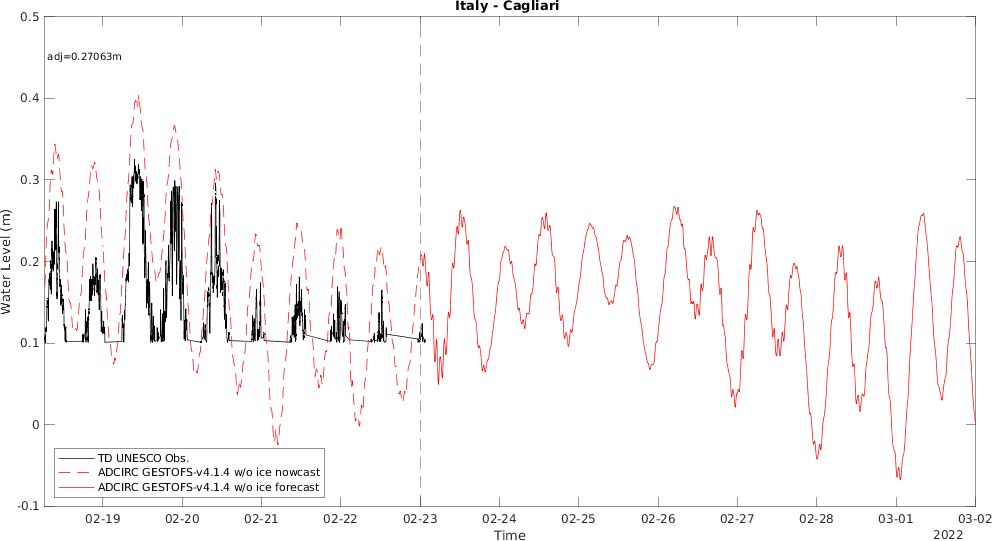 Italy - Cagliari
0.5
adj=0.27063m
0.4
0.3
0.2
0.1
0
-0.1
Water Level (m)
TD UNESCO Obs.
ADCIRC GESTOFS-v4.1.4 w/o ice nowcast
ADCIRC GESTOFS-v4.1.4 w/o ice forecast
02-19 02-20 02-21 02-22 02-23 02-24 02-25 02-26 02-27 02-28 03-01 03-02
Time
2022